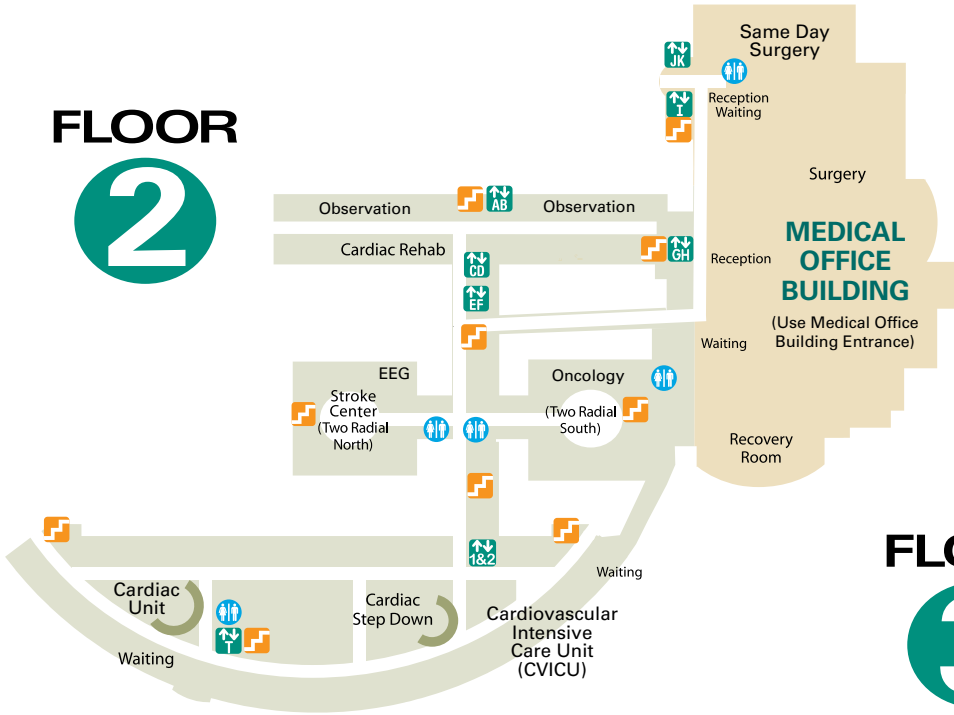 FLOOR
2
Same Day
Surgery
JK
I
Reception
Waiting
Surgery
Observation
AB
Observation
Cardiac Rehab
CD
GH
Reception
MEDICAL
OFFICE
BUILDING
(Use Medical Office
Building Entrance)
EF
Waiting
EEG
Oncology
Stroke
Center
(Two Radial
North)
(Two Radial
South)
Recovery
Room
1&2
Waiting
Cardiac
Unit
Cardiac
Step Down
Cardiovascular
Intensive
Care Unit
(CVICU)
T
Waiting